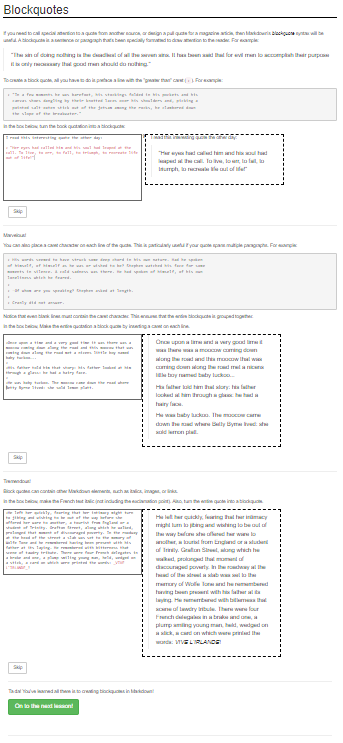 Blockquotes
If you need to call special attention to a quote from another source, or design a pull quote for a magazine article, then Markdown's blockquote syntax will be
useful. A blockquote is a sentence or paragraph that's been specially formatted to draw attention to the reader. For example:
"The sin of doing nothing is the deadliest of all the seven sins. It has been said that for evil men to accomplish their purpose
it is only necessary that good men should do nothing."
To create a block quote, all you have to do is preface a line with the "greater than" caret (>). For example:
> "In a few moments he was barefoot, his stockings folded in his pockets and his
canvas shoes dangling by their knotted laces over his shoulders and, picking a
pointed salt-eaten stick out of the jetsam among the rocks, he clambered down
the slope of the breakwater."
In the box below, turn the book quotation into a blockquote:
I read this interesting quote the other day:
> "Her eyes had called him and his soul had leaped at the
call. To live, to err, to fall, to triumph, to recreate life
out of life!"
I read this interesting quote the other day:
"Her eyes had called him and his soul had
leaped at the call. To live, to err, to fall, to
triumph, to recreate life out of life!"
Skip
Marvelous!
You can also place a caret character on each line of the quote. This is particularly useful if your quote spans multiple paragraphs. For example:
> His words seemed to have struck some deep chord in his own nature. Had he spoken
of himself, of himself as he was or wished to be? Stephen watched his face for some
moments in silence. A cold sadness was there. He had spoken of himself, of his own
loneliness which he feared.
>
> "Of whom are you speaking? Stephen asked at length.
>
> Cranly did not answer.
Notice that even blank lines must contain the caret character. This ensures that the entire blockquote is grouped together.
In the box below, Make the entire quotation a block quote by inserting a caret on each line.
>Once upon a time and a very good time it was there was a
moocow coming down along the road and this moocow that was
coming down along the road met a nicens little boy named
baby tuckoo...
>
>His father told him that story: his father looked at him
through a glass: he had a hairy face.
>
>He was baby tuckoo. The moocow came down the road where
Betty Byrne lived: she sold lemon platt.
Once upon a time and a very good time it
was there was a moocow coming down
along the road and this moocow that was
coming down along the road met a nicens
little boy named baby tuckoo...
His father told him that story: his father
looked at him through a glass: he had a
hairy face.
He was baby tuckoo. The moocow came
down the road where Betty Byrne lived: she
sold lemon platt.
Skip
Tremendous!
Block quotes can contain other Markdown elements, such as italics, images, or links.
In the box below, make the French text italic (not including the exclamation point). Also, turn the entire quote into a blockquote.
>He left her quickly, fearing that her intimacy might turn
to jibing and wishing to be out of the way before she
offered her ware to another, a tourist from England or a
student of Trinity. Grafton Street, along which he walked,
prolonged that moment of discouraged poverty. In the roadway
at the head of the street a slab was set to the memory of
Wolfe Tone and he remembered having been present with his
father at its laying. He remembered with bitterness that
scene of tawdry tribute. There were four French delegates in
a brake and one, a plump smiling young man, held, wedged on
a stick, a card on which were printed the words: _VIVE
L'IRLANDE_!
He left her quickly, fearing that her intimacy
might turn to jibing and wishing to be out of
the way before she offered her ware to
another, a tourist from England or a student
of Trinity. Grafton Street, along which he
walked, prolonged that moment of
discouraged poverty. In the roadway at the
head of the street a slab was set to the
memory of Wolfe Tone and he remembered
having been present with his father at its
laying. He remembered with bitterness that
scene of tawdry tribute. There were four
French delegates in a brake and one, a
plump smiling young man, held, wedged on
a stick, a card on which were printed the
words: VIVE L'IRLANDE!
Skip
Ta da! You've learned all there is to creating blockquotes in Markdown!
On to the next lesson!